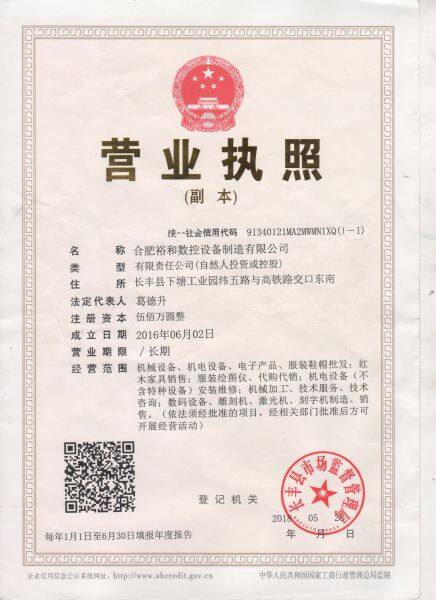 营业执照
(副 本)
统一社会信用代码 91340121MA2MWMN1XQ(1-1)
名 称 合肥裕和数控设备制造有限公司
类 型 有限责任公司(自然人投资或控股)
住 所 长丰县下塘工业园纬五路与高铁路交口东南
法定代表人 葛德升
注册资本 伍佰万圆整
成立日期 2016年06月02日
营业期限 /长期
经营范围 机械设备、机电设备、电子产品、服装鞋帽批发；红
木家具销售；服装绘图仪、代购代销；机电设备（不
含特种设备）安装维修；机械加工、技术服务、技术
咨询；数码设备、雕刻机、激光机、刻字机制造、销
售。（依法须经批准的项目，经相关部门批准后方可
开展经营活动）
长丰县市场监督管理局
登记机关
2018 05
年 月 日
每年1月1日至6月30日填报年度报告
企业信用信息公示系统网址：http://www.ahcredit.gov.cn
中华人民共和国国家工商行政管理总局监制